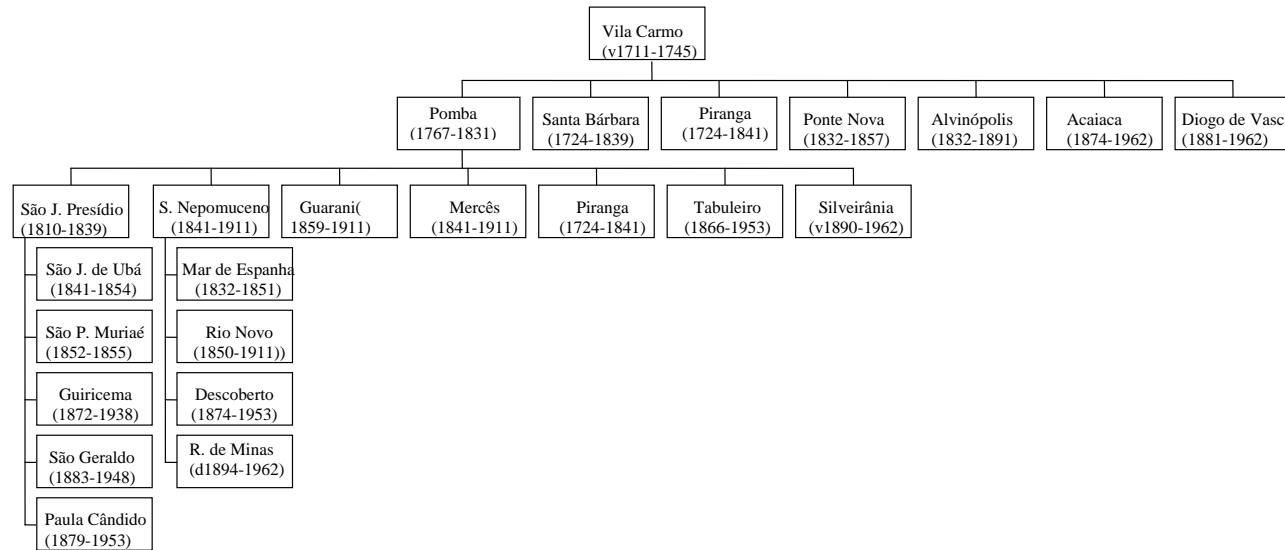 Vila Carmo
(v1711-1745)
Pomba
(1767-1831)
Santa Bárbara
(1724-1839)
Piranga
(1724-1841)
Ponte Nova
(1832-1857)
Alvinópolis
(1832-1891)
Acaiaca
(1874-1962)
Diogo de Vasc
(1881-1962)
São J. Presídio
(1810-1839)
S. Nepomuceno
(1841-1911)
Guarani(
1859-1911)
Mercês
(1841-1911)
Piranga
(1724-1841)
Tabuleiro
(1866-1953)
Silveirânia
(v1890-1962)
São J. de Ubá
(1841-1854)
São P. Muriaé
(1852-1855)
Guiricema
(1872-1938)
São Geraldo
(1883-1948)
Paula Cândido
(1879-1953)
Mar de Espanha
(1832-1851)
Rio Novo
(1850-1911))
Descoberto
(1874-1953)
R. de Minas
(d1894-1962)